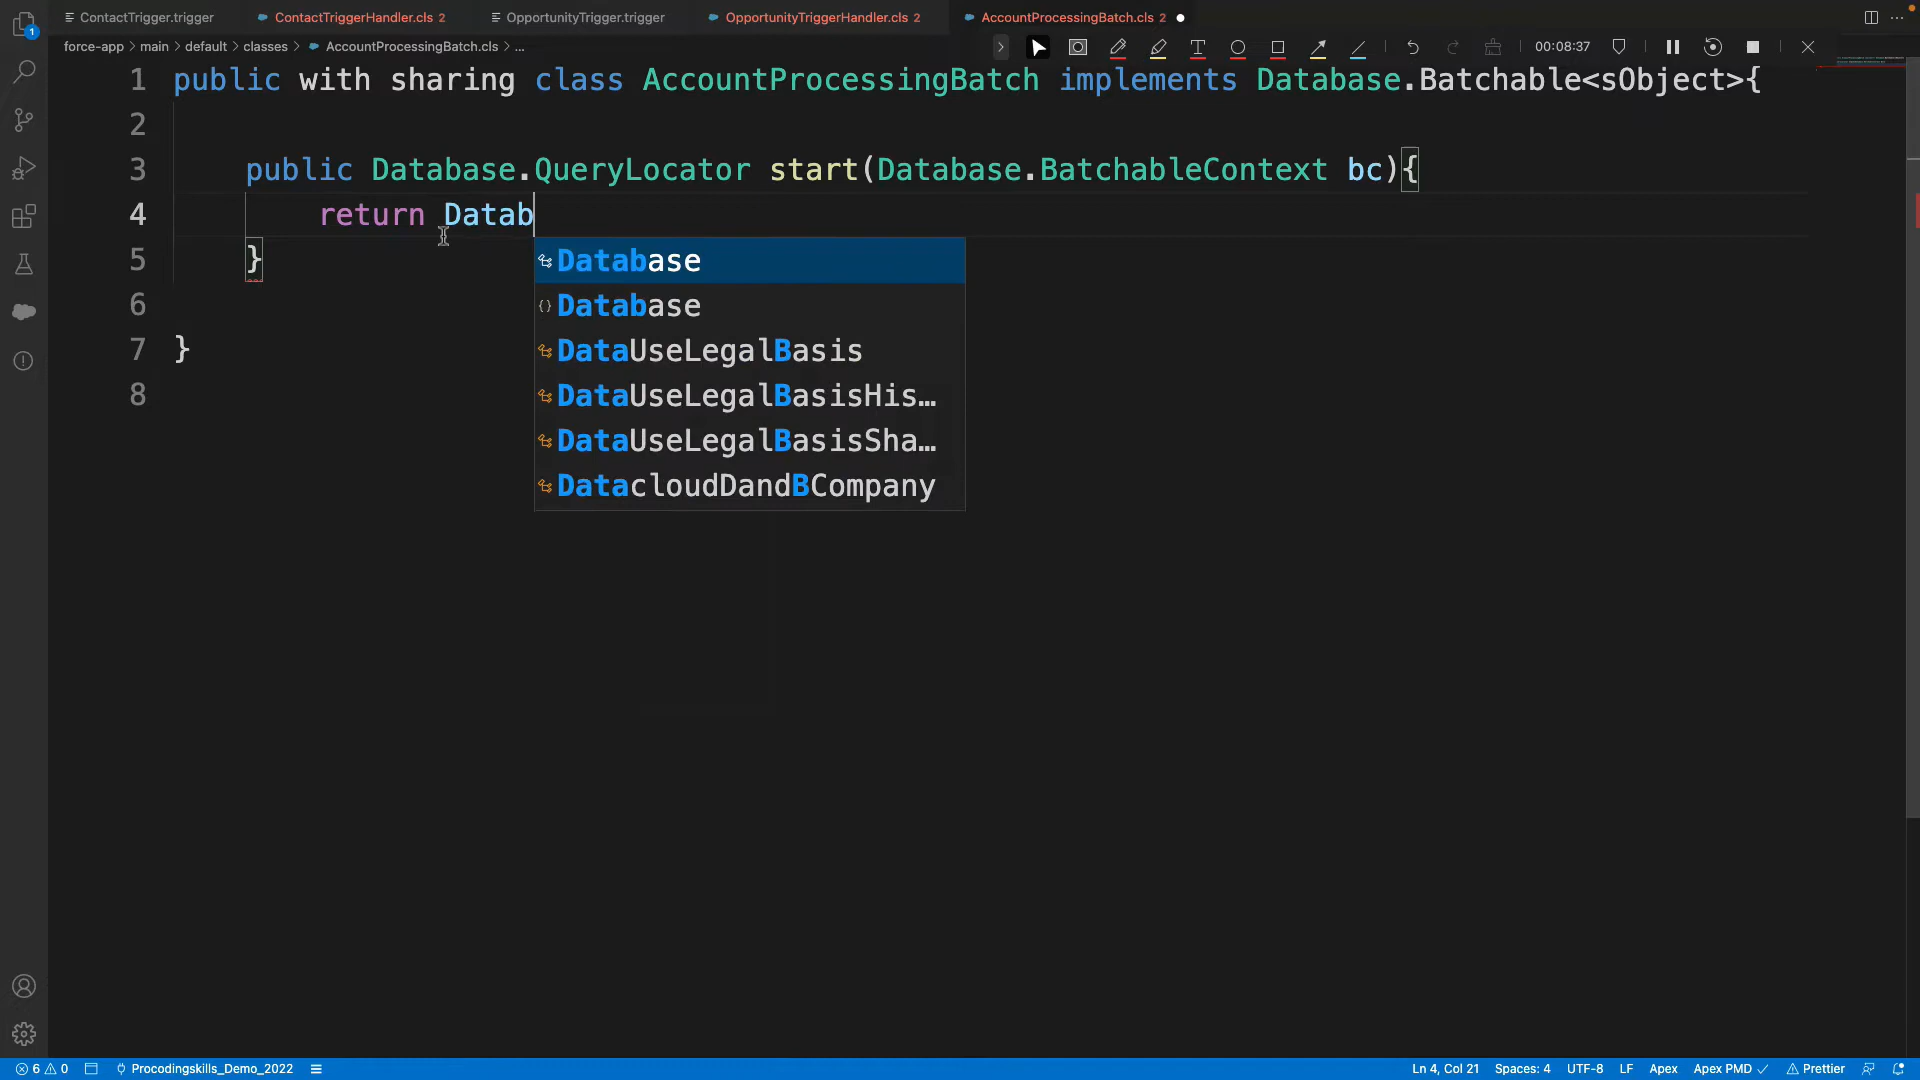 ContactTrigger.trigger ContactTriggerHandler.cls 2 OpportunityTrigger.trigger OpportunityTriggerHandler.cls 2 AccountProcessingBatch.cls 2
force-app > main > default > classes > AccountProcessingBatch.cls > ...
00:08:37
1 public with sharing class AccountProcessingBatch implements Database.Batchable<sObject>{
2
3 public Database.QueryLocator start(Database.BatchableContext bc){
4 return Datab
5 }
Database
6
Database
7 }
DataUseLegalBasis
8
DataUseLegalBasisHis…
DataUseLegalBasisSha…
DatacloudDandBCompany
1
6 0 Procodingskills_Demo_2022 Ln 4, Col 21 Spaces: 4 UTF-8 LF Apex Apex PMD Prettier